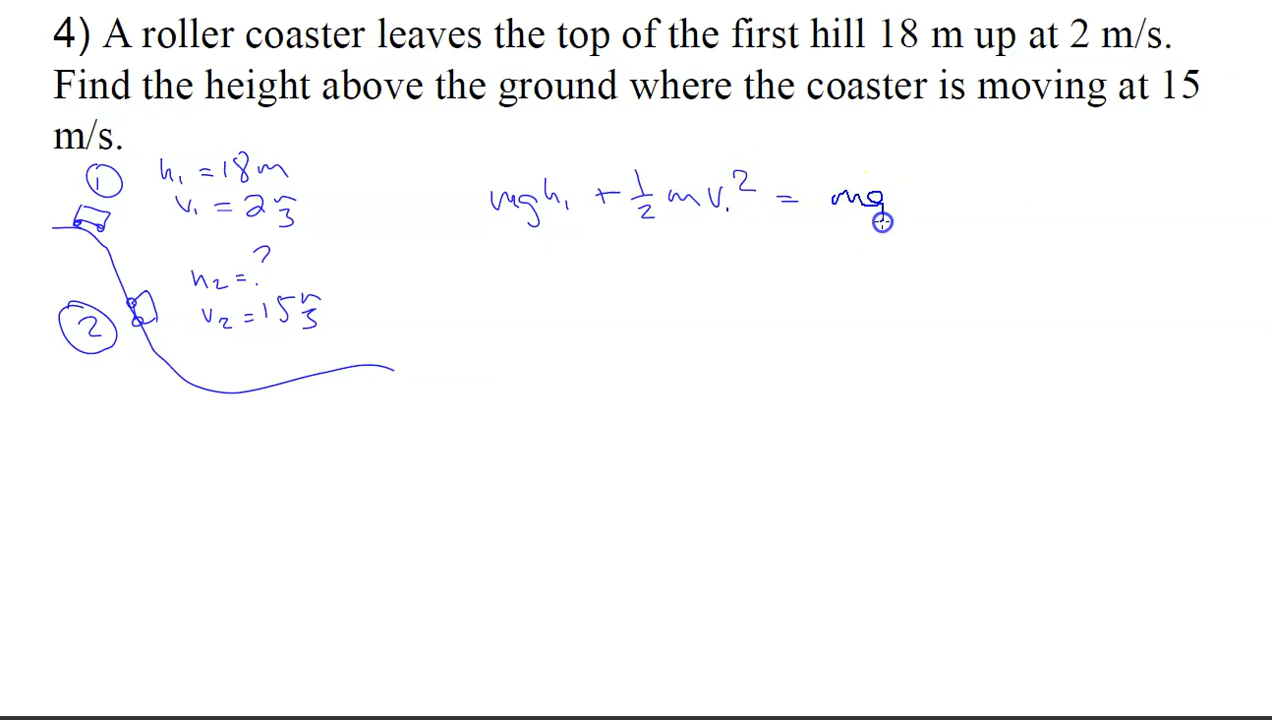 4) A roller coaster leaves the top of the first hill 18 m up at 2 m/s.
Find the height above the ground where the coaster is moving at 15
m/s.
① h₁ = 18m
v₁ = 2 m/s
h₂ = ?
② v₂ = 15 m/s
mgh₁ + 1/2 mv₁² = mg